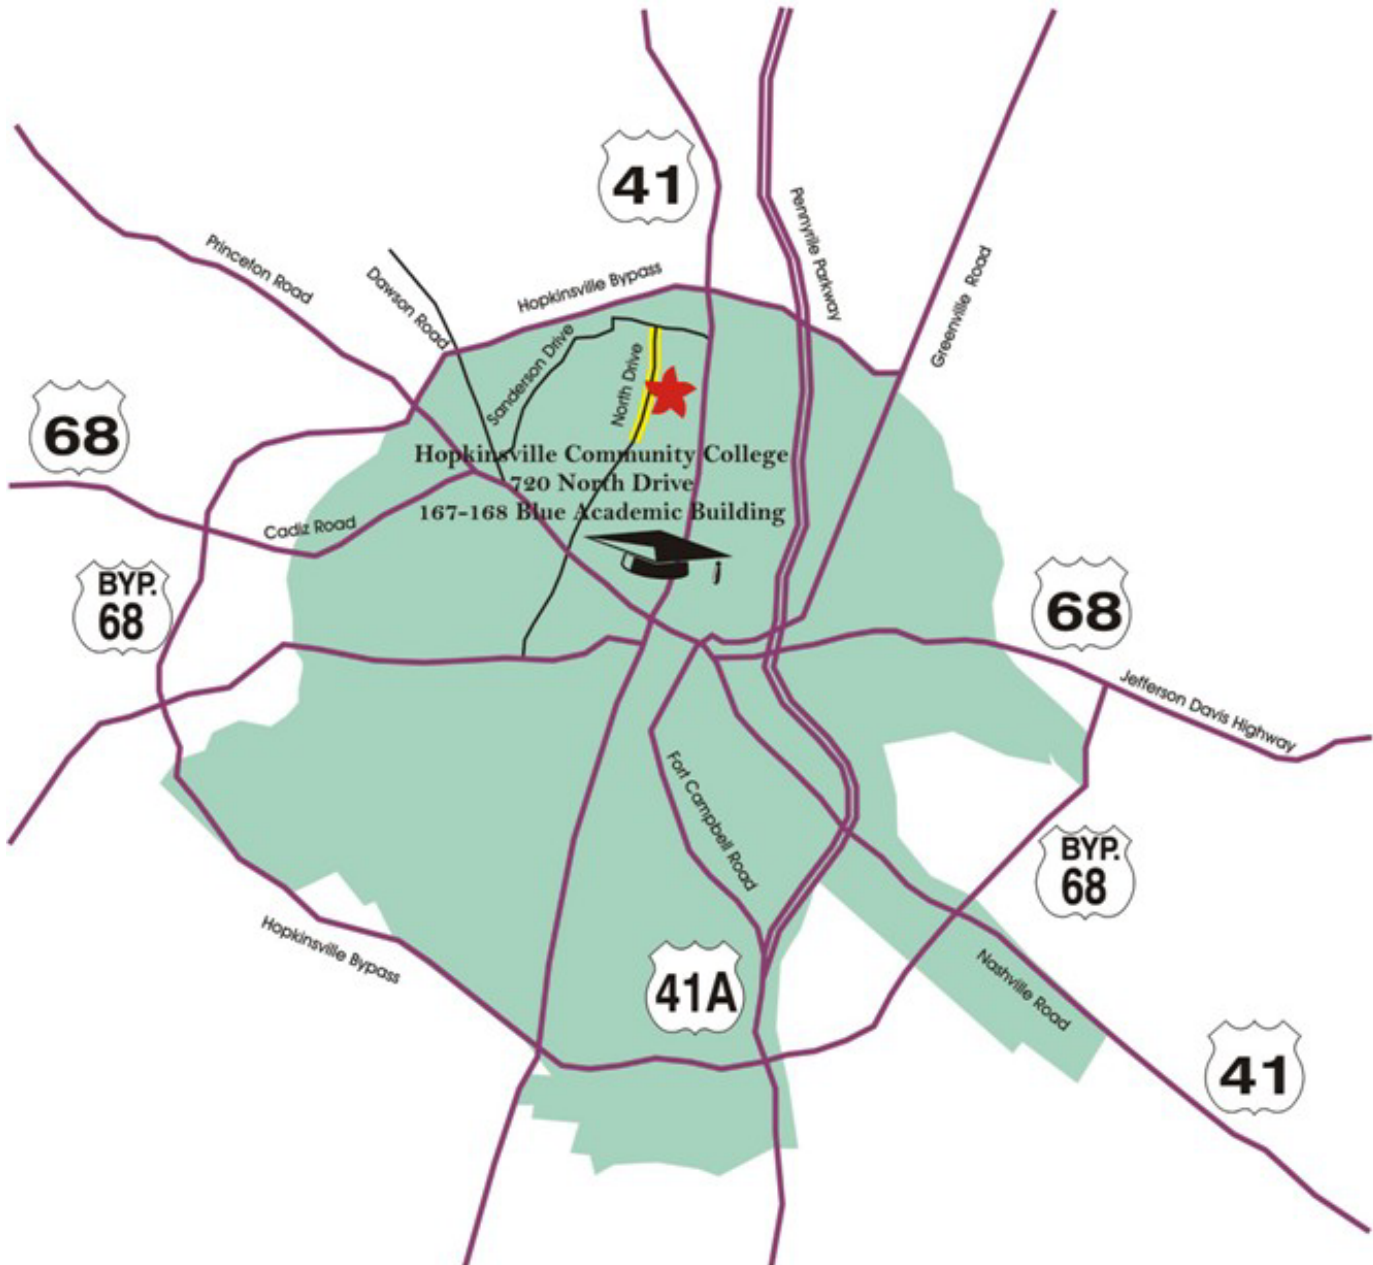 41
Pennyrile Parkway
Princeton Road
Dawson Road
Hopkinsville Bypass
Greenville Road
Sanderson Drive
North Drive
68
Hopkinsville Community College
720 North Drive
167-168 Blue Academic Building
Cadiz Road
BYP.
68
68
Jefferson Davis Highway
Fort Campbell Road
BYP.
68
Hopkinsville Bypass
41A
Nashville Road
41